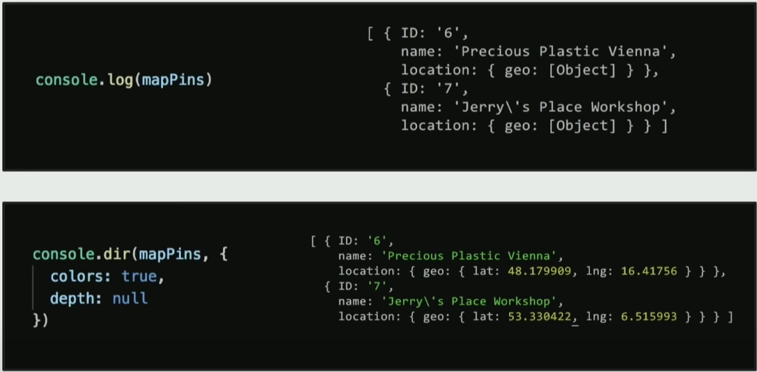 console.log(mapPins)
[ { ID: '6',
name: 'Precious Plastic Vienna',
location: { geo: [Object] } },
{ ID: '7',
name: 'Jerry\'s Place Workshop',
location: { geo: [Object] } } ]
console.dir(mapPins, {
colors: true,
depth: null
})
[ { ID: '6',
name: 'Precious Plastic Vienna',
location: { geo: { lat: 48.179909, lng: 16.41756 } } },
{ ID: '7',
name: 'Jerry\'s Place Workshop',
location: { geo: { lat: 53.330422, lng: 6.515993 } } } ]